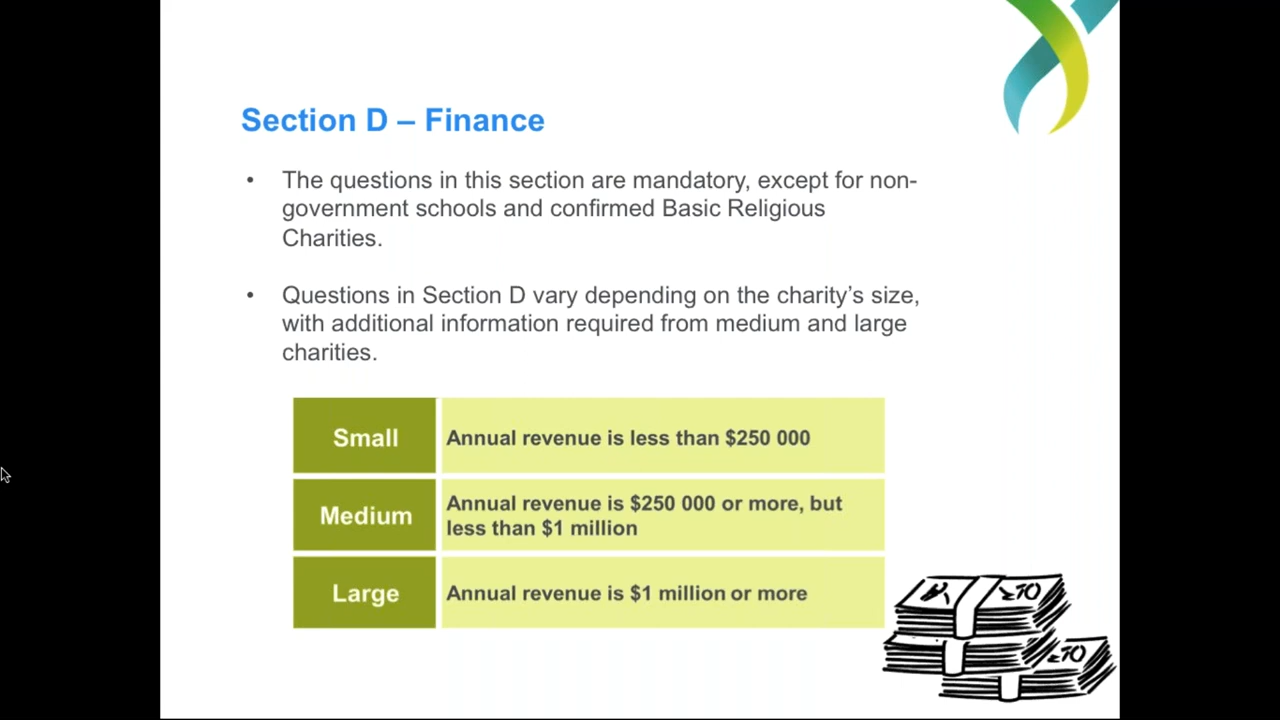 Section D – Finance
• The questions in this section are mandatory, except for non-
government schools and confirmed Basic Religious
Charities.
• Questions in Section D vary depending on the charity’s size,
with additional information required from medium and large
charities.
Small
Annual revenue is less than $250 000
Medium
Annual revenue is $250 000 or more, but
less than $1 million
Large
Annual revenue is $1 million or more